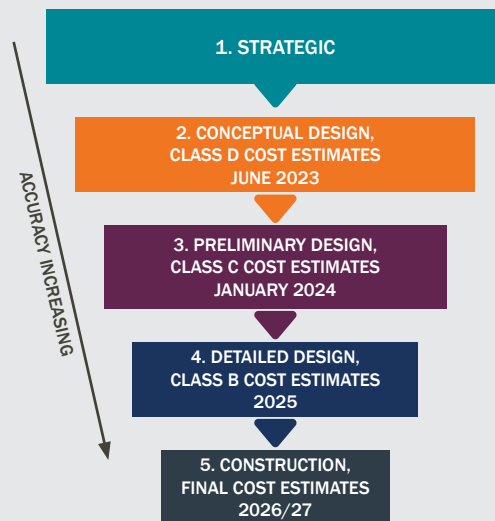 1. STRATEGIC
2. CONCEPTUAL DESIGN,
CLASS D COST ESTIMATES
JUNE 2023
3. PRELIMINARY DESIGN,
CLASS C COST ESTIMATES
JANUARY 2024
4. DETAILED DESIGN,
CLASS B COST ESTIMATES
2025
5. CONSTRUCTION,
FINAL COST ESTIMATES
2026/27
ACCURACY INCREASING